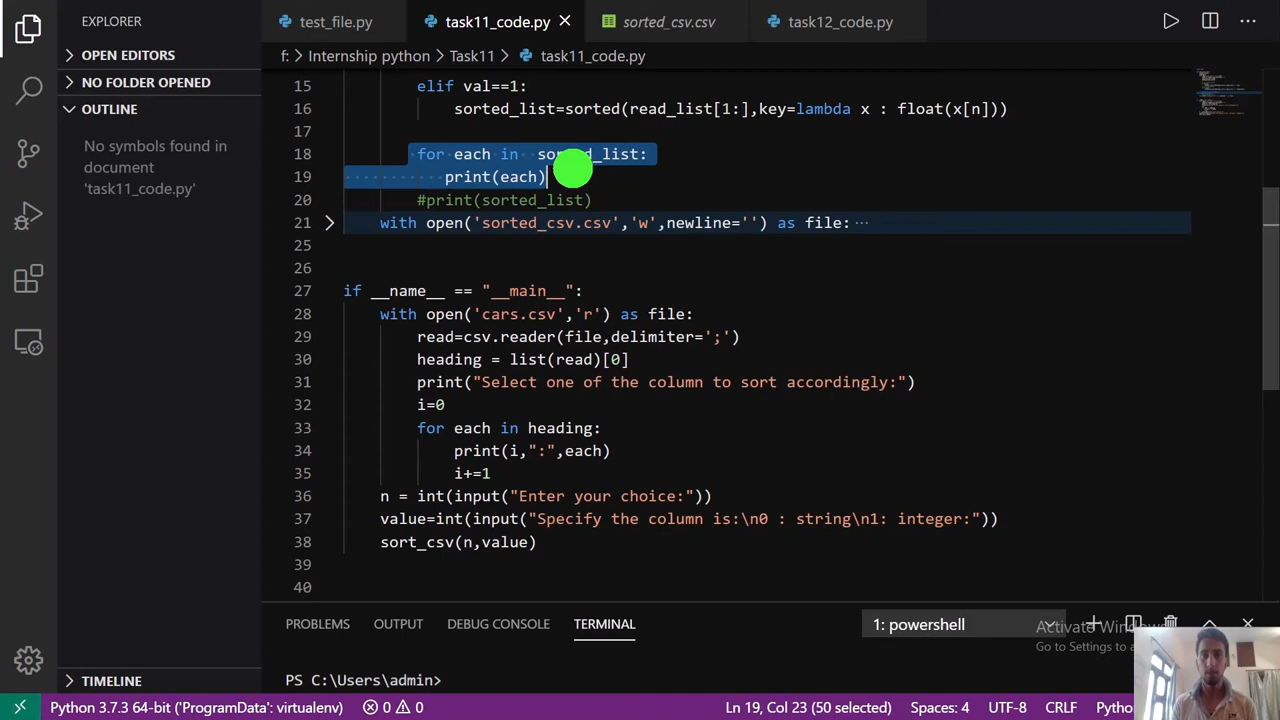 EXPLORER
test_file.py
task11_code.py
sorted_csv.csv
task12_code.py
OPEN EDITORS
f: > Internship python > Task11 > task11_code.py
NO FOLDER OPENED
OUTLINE
No symbols found in
document
'task11_code.py'
15 elif val==1:
16 sorted_list=sorted(read_list[1:],key=lambda x : float(x[n]))
17
18 for each in sorted_list:
19 print(each)
20 #print(sorted_list)
21 with open('sorted_csv.csv','w',newline='') as file:
25
26
27 if __name__ == "__main__":
28 with open('cars.csv','r') as file:
29 read=csv.reader(file,delimiter=';')
30 heading = list(read)[0]
31 print("Select one of the column to sort accordingly:")
32 i=0
33 for each in heading:
34 print(i,":",each)
35 i+=1
36 n = int(input("Enter your choice:"))
37 value=int(input("Specify the column is:\n0 : string\n1: integer:"))
38 sort_csv(n,value)
39
40
PROBLEMS OUTPUT DEBUG CONSOLE TERMINAL
1: powershell
Activate Windo
Go to Settings to a
PS C:\Users\admin>
TIMELINE
Python 3.7.3 64-bit ('ProgramData': virtualenv) 0 0 Ln 19, Col 23 (50 selected) Spaces: 4 UTF-8 CRLF Python